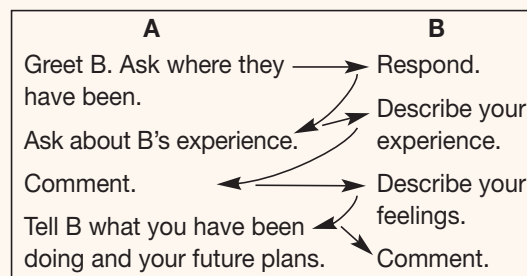 A
B
Greet B. Ask where they
have been.
Respond.
Ask about B's experience.
Describe your
experience.
Comment.
Describe your
feelings.
Tell B what you have been
doing and your future plans.
Comment.